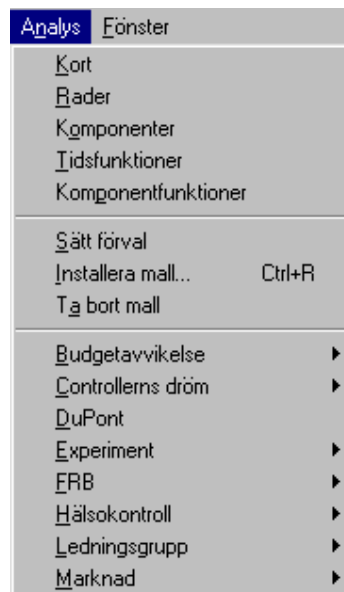 Analys Fönster
Kort
Rader
Komponenter
Tidsfunktioner
Komponentfunktioner
Sätt förval
Installera mall... Ctrl+R
Ta bort mall
Budgetavvikelse
Controllerns dröm
DuPont
Experiment
FRB
Hälsokontroll
Ledningsgrupp
Marknad